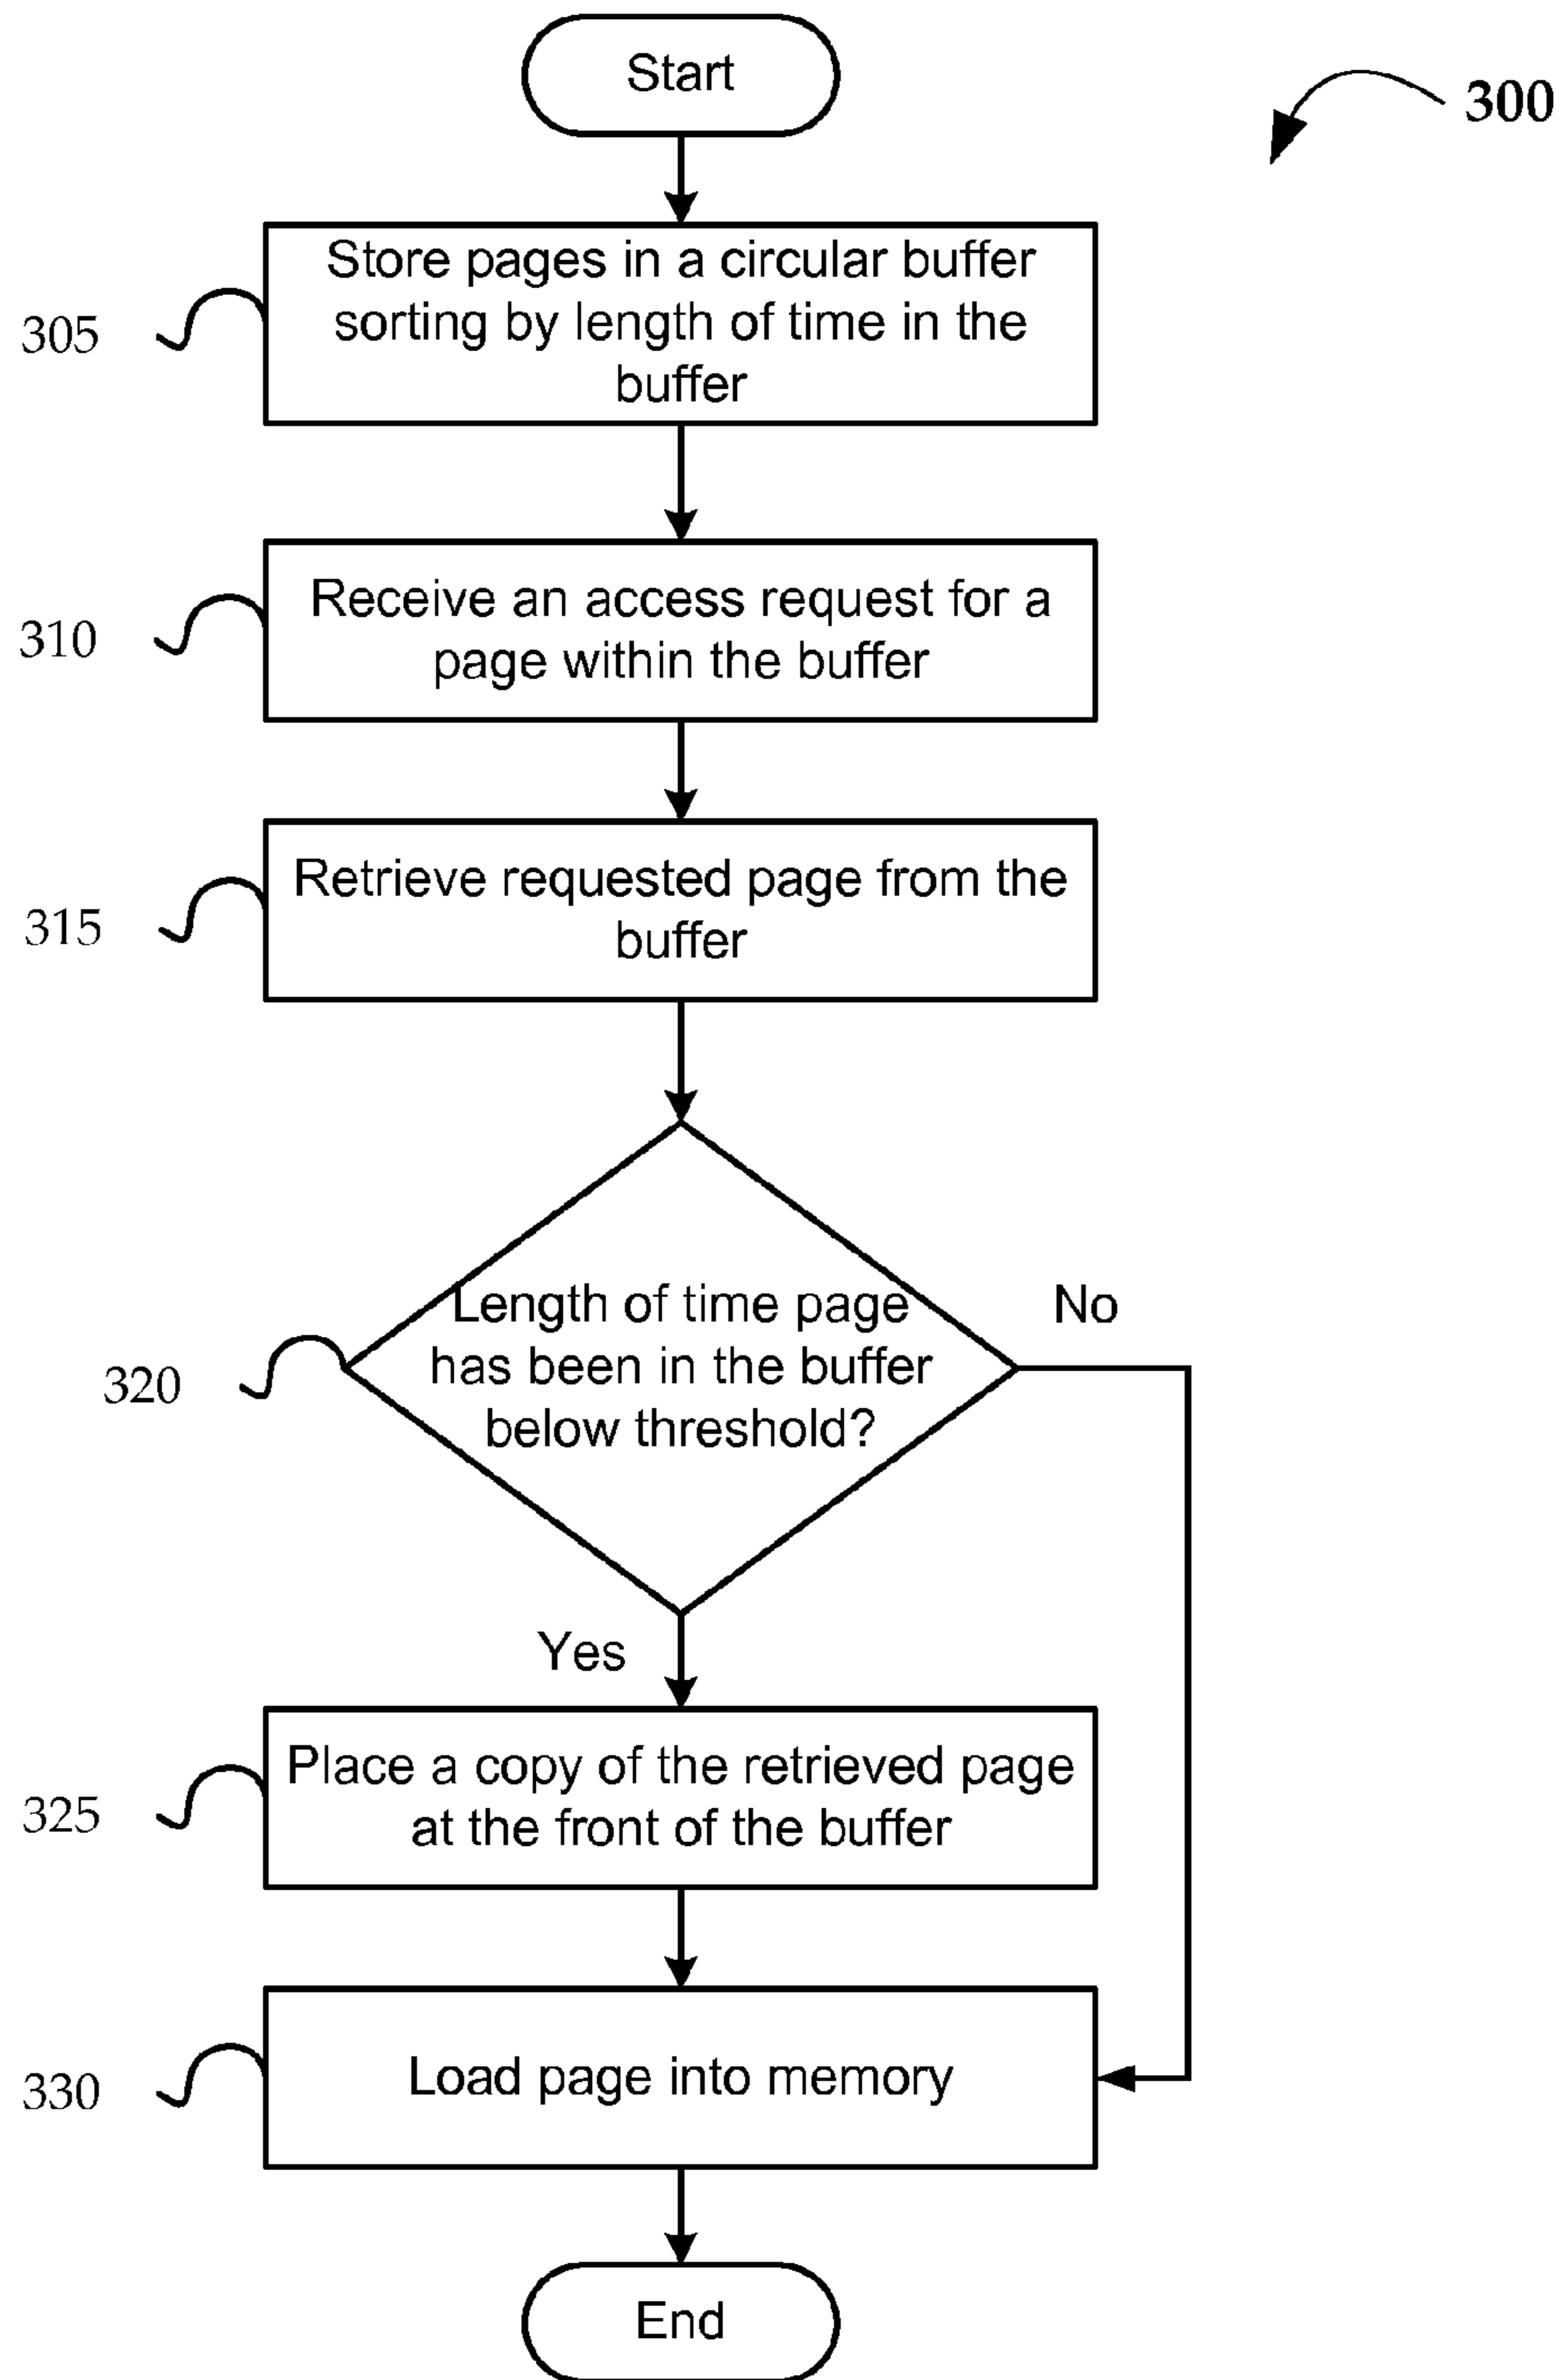 Start
300
Store pages in a circular buffer
sorting by length of time in the
buffer
305
Receive an access request for a
page within the buffer
310
Retrieve requested page from the
buffer
315
Length of time page
has been in the buffer
below threshold?
No
320
Yes
Place a copy of the retrieved page
at the front of the buffer
325
Load page into memory
330
End